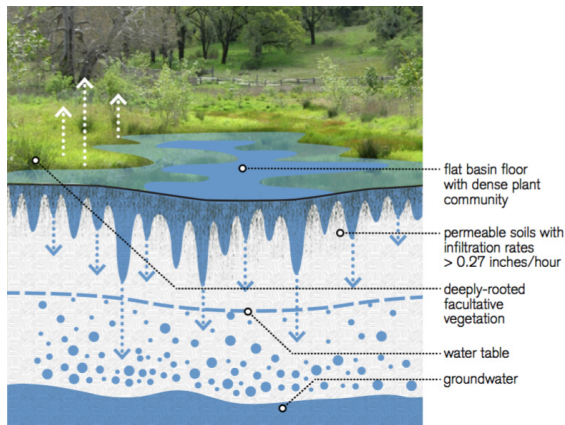 flat basin floor
with dense plant
community
permeable soils with
infiltration rates
> 0.27 inches/hour
deeply-rooted
facultative
vegetation
water table
groundwater